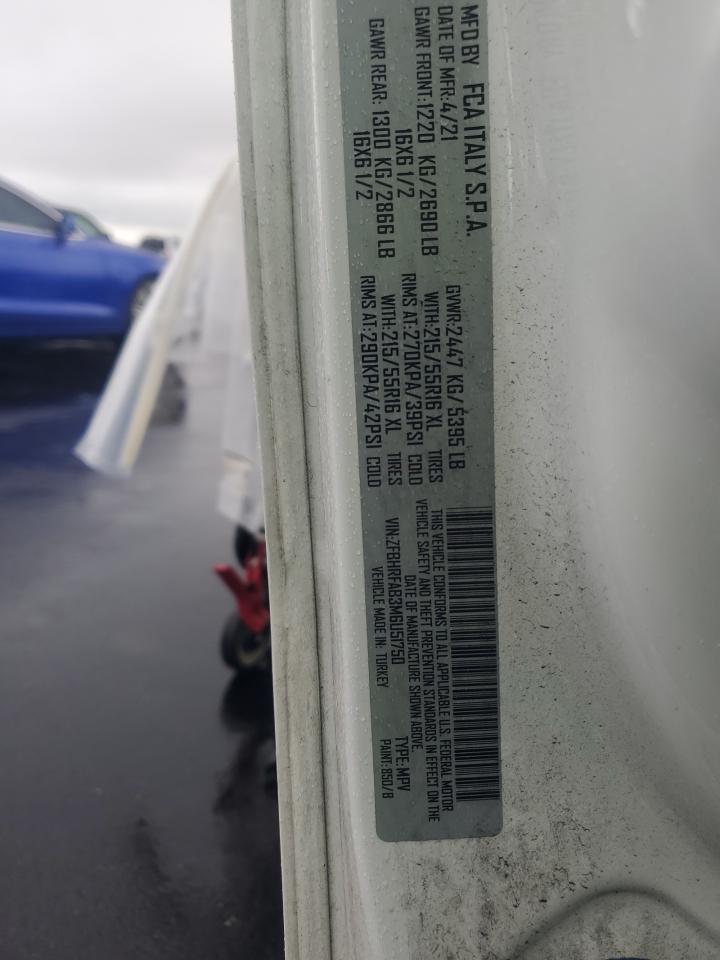 MFD BY FCA ITALY S.P.A.
DATE OF MFR:4/21 GVWR:2447 KG/5395 LB
GAWR FRONT:1220 KG/2690 LB WITH:215/55R16 XL TIRES
16X6 1/2 RIMS AT:270KPA/39PSI COLD
GAWR REAR: 1300 KG/2866 LB WITH:215/55R16 XL TIRES
16X6 1/2 RIMS AT:290KPA/42PSI COLD
THIS VEHICLE CONFORMS TO ALL APPLICABLE U.S. FEDERAL MOTOR
VEHICLE SAFETY AND THEFT PREVENTION STANDARDS IN EFFECT ON THE
DATE OF MANUFACTURE SHOWN ABOVE.
VIN:ZFBHRFAB3M6U51750 TYPE:MPV
VEHICLE MADE IN: TURKEY PAINT:850/B